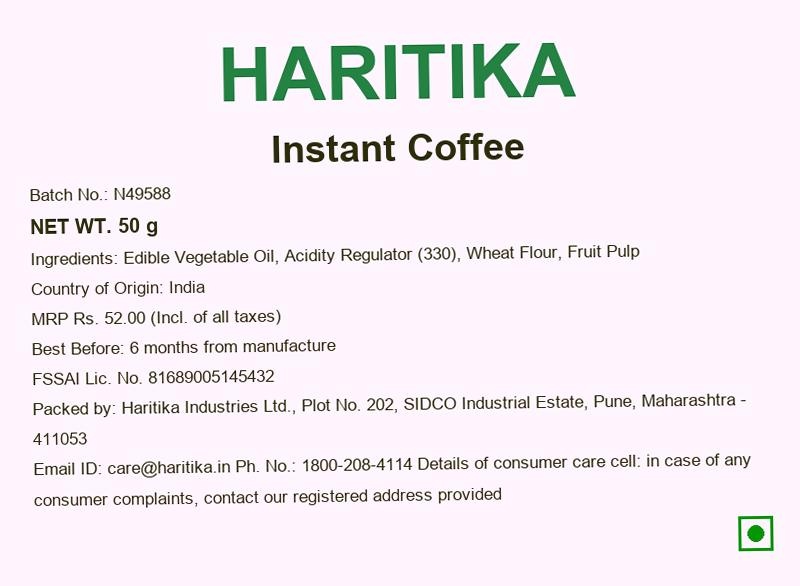 HARITIKA
Instant Coffee
Batch No.: N49588
NET WT. 50 g
Ingredients: Edible Vegetable Oil, Acidity Regulator (330), Wheat Flour, Fruit Pulp
Country of Origin: India
MRP Rs. 52.00 (Incl. of all taxes)
Best Before: 6 months from manufacture
FSSAI Lic. No. 81689005145432
Packed by: Haritika Industries Ltd., Plot No. 202, SIDCO Industrial Estate, Pune, Maharashtra -
411053
Email ID: care@haritika.in Ph. No.: 1800-208-4114 Details of consumer care cell: in case of any
consumer complaints, contact our registered address provided